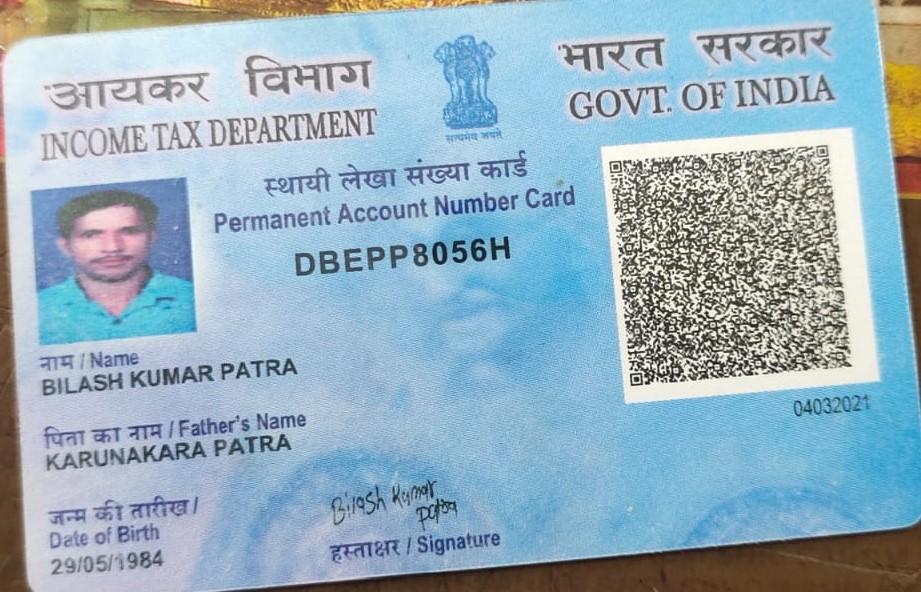 आयकर विभाग
INCOME TAX DEPARTMENT
सत्यमेव जयते
भारत सरकार
GOVT. OF INDIA
स्थायी लेखा संख्या कार्ड
Permanent Account Number Card
DBEPP8056H
नाम / Name
BILASH KUMAR PATRA
04032021
पिता का नाम / Father's Name
KARUNAKARA PATRA
जन्म की तारीख /
Date of Birth
29/05/1984
Bilash Kumar
Patra
हस्ताक्षर / Signature